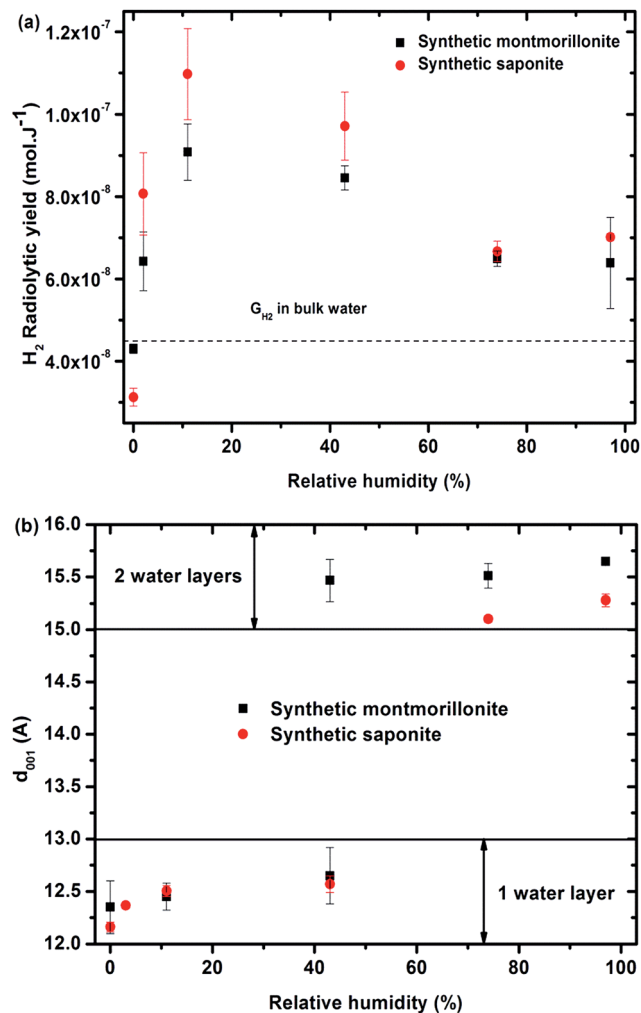 (a)
Synthetic montmorillonite
Synthetic saponite
H2 Radiolytic yield (mol.J-1)
1.2x10-7
1.0x10-7
8.0x10-8
6.0x10-8
4.0x10-8
GH2 in bulk water
0 20 40 60 80 100
Relative humidity (%)
(b)
16.0
2 water layers
15.5
15.0
14.5
Synthetic montmorillonite
14.0
Synthetic saponite
d001 (A)
13.5
13.0
12.5
1 water layer
12.0
0 20 40 60 80 100
Relative humidity (%)